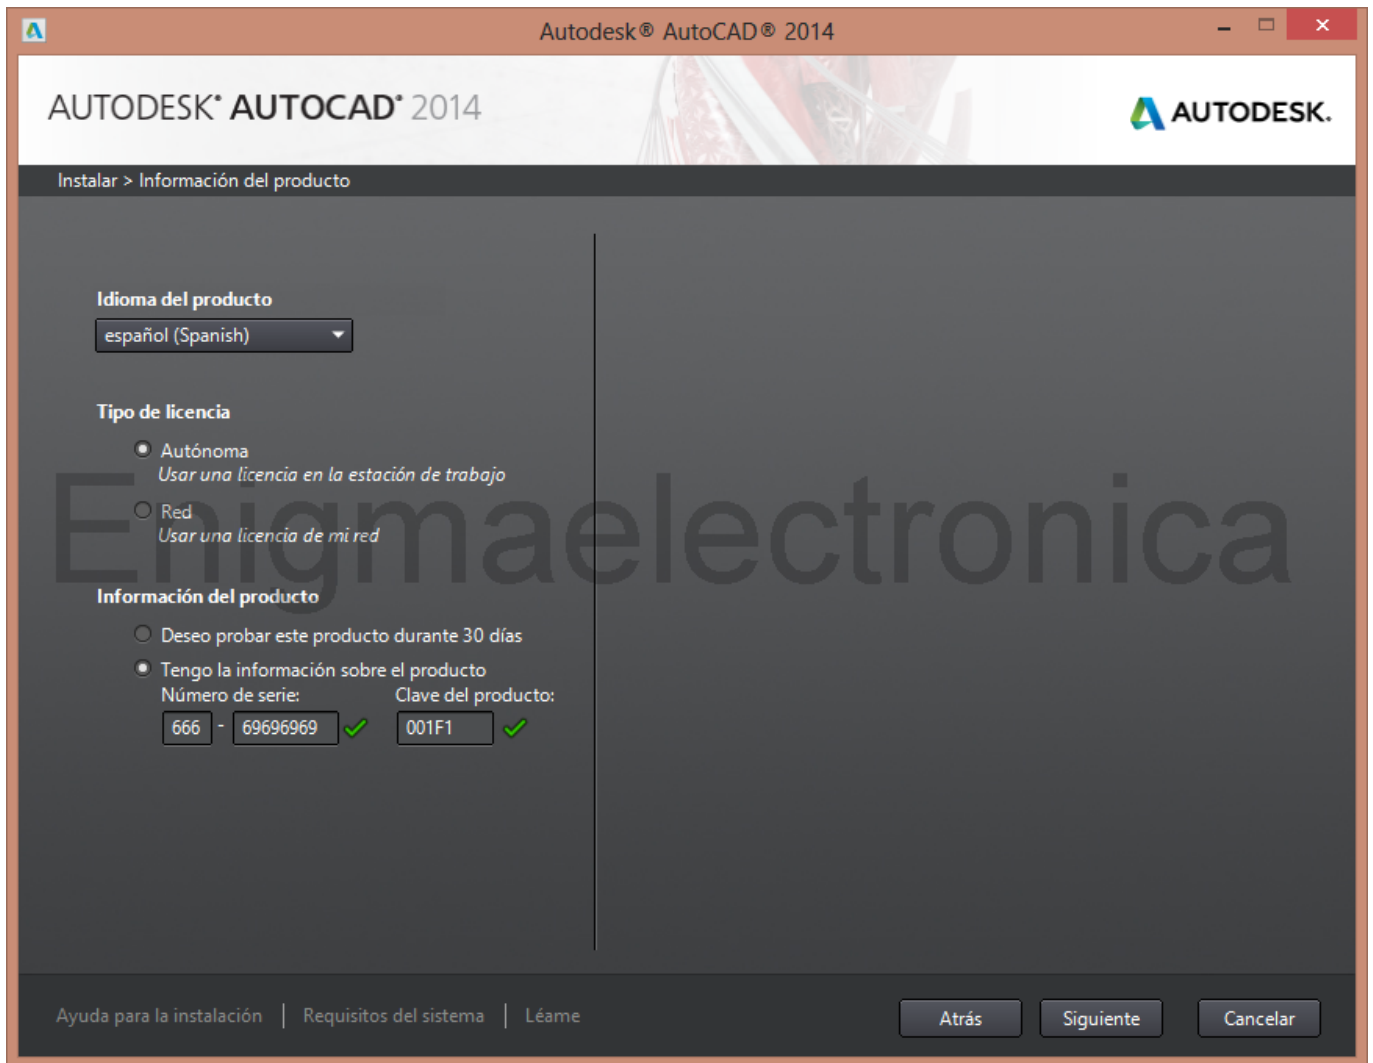 Autodesk® AutoCAD® 2014
AUTODESK® AUTOCAD® 2014
AUTODESK.
Instalar > Información del producto
Idioma del producto
español (Spanish)
Tipo de licencia
Autónoma
Usar una licencia en la estación de trabajo
Red
Usar una licencia de mi red
Enigmaelectronica
Información del producto
Deseo probar este producto durante 30 días
Tengo la información sobre el producto
Número de serie: Clave del producto:
666 - 69696969 001F1
Ayuda para la instalación | Requisitos del sistema | Léame
Atrás Siguiente Cancelar